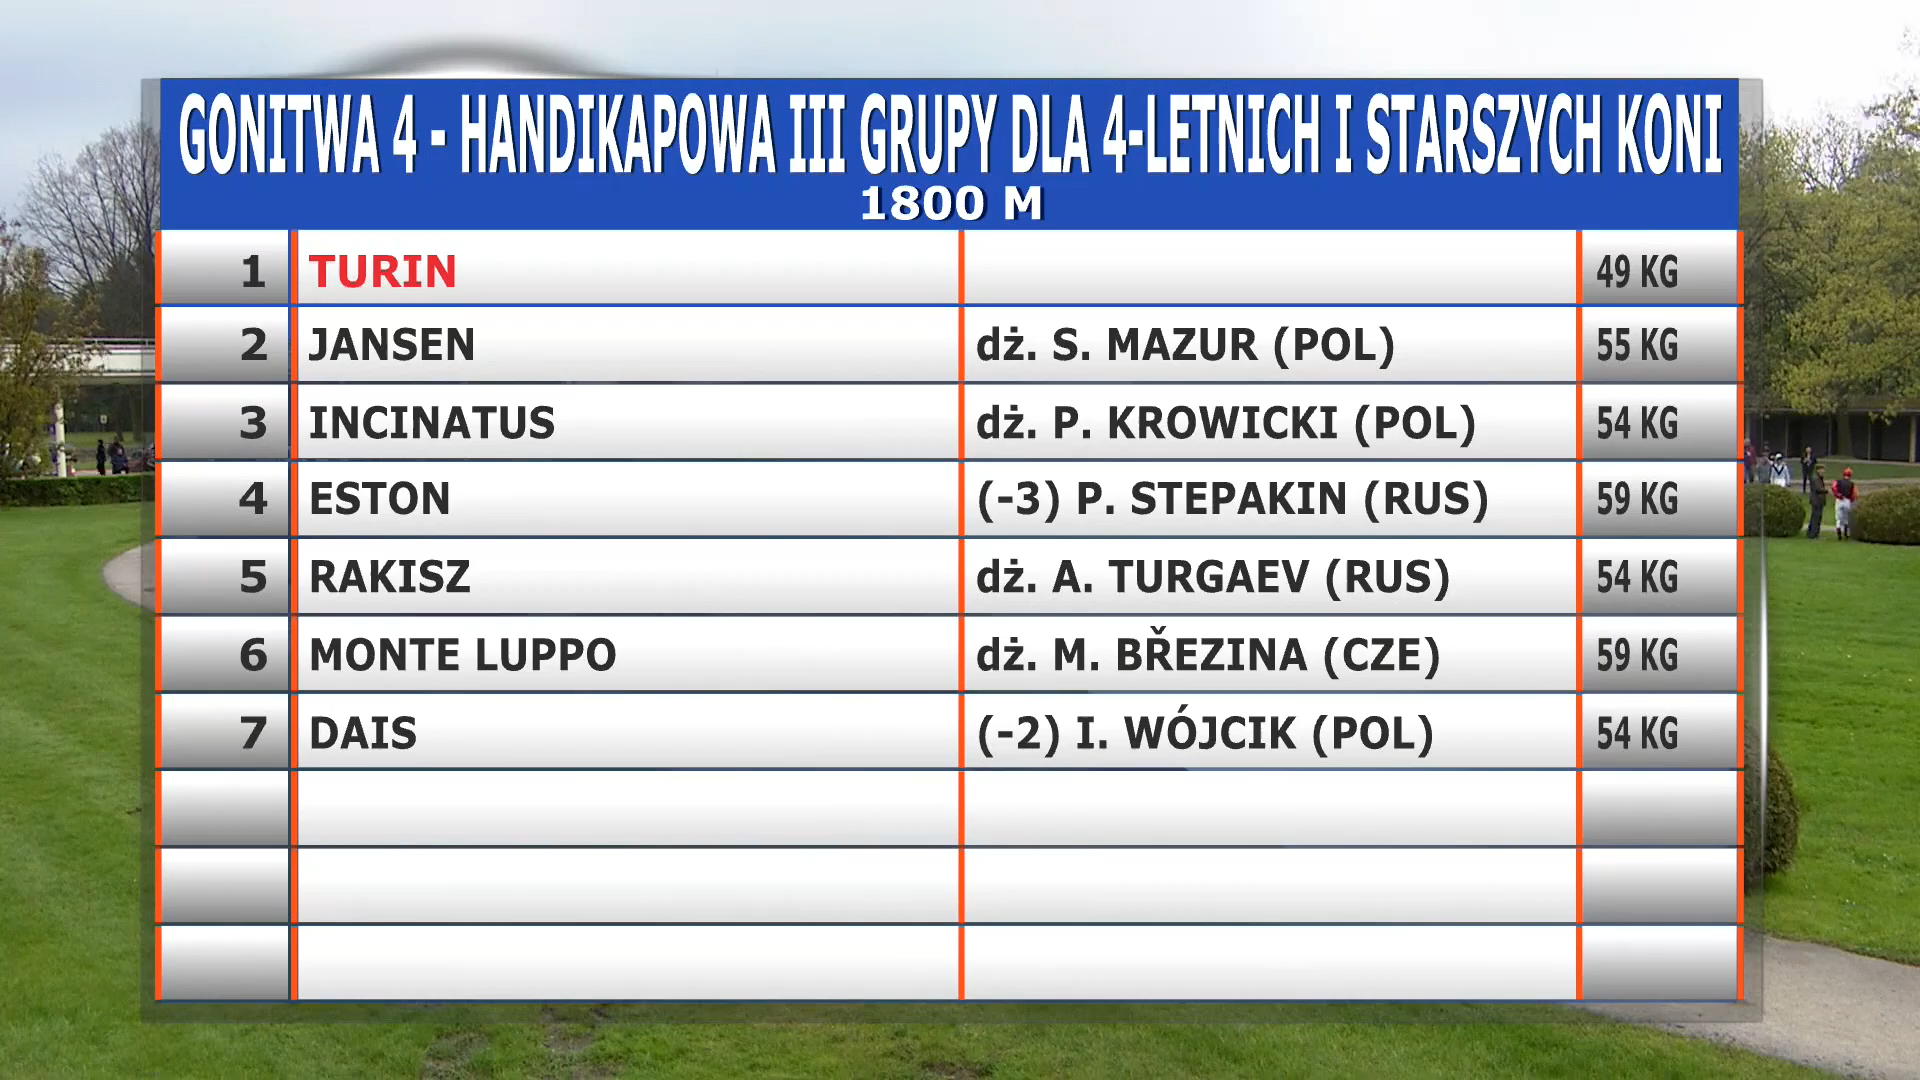 GONITWA 4 - HANDIKAPOWA III GRUPY DLA 4-LETNICH I STARSZYCH KONI
1800 M
1 TURIN 49 KG
2 JANSEN dż. S. MAZUR (POL) 55 KG
3 INCINATUS dż. P. KROWICKI (POL) 54 KG
4 ESTON (-3) P. STEPAKIN (RUS) 59 KG
5 RAKISZ dż. A. TURGAEV (RUS) 54 KG
6 MONTE LUPPO dż. M. BŘEZINA (CZE) 59 KG
7 DAIS (-2) I. WÓJCIK (POL) 54 KG